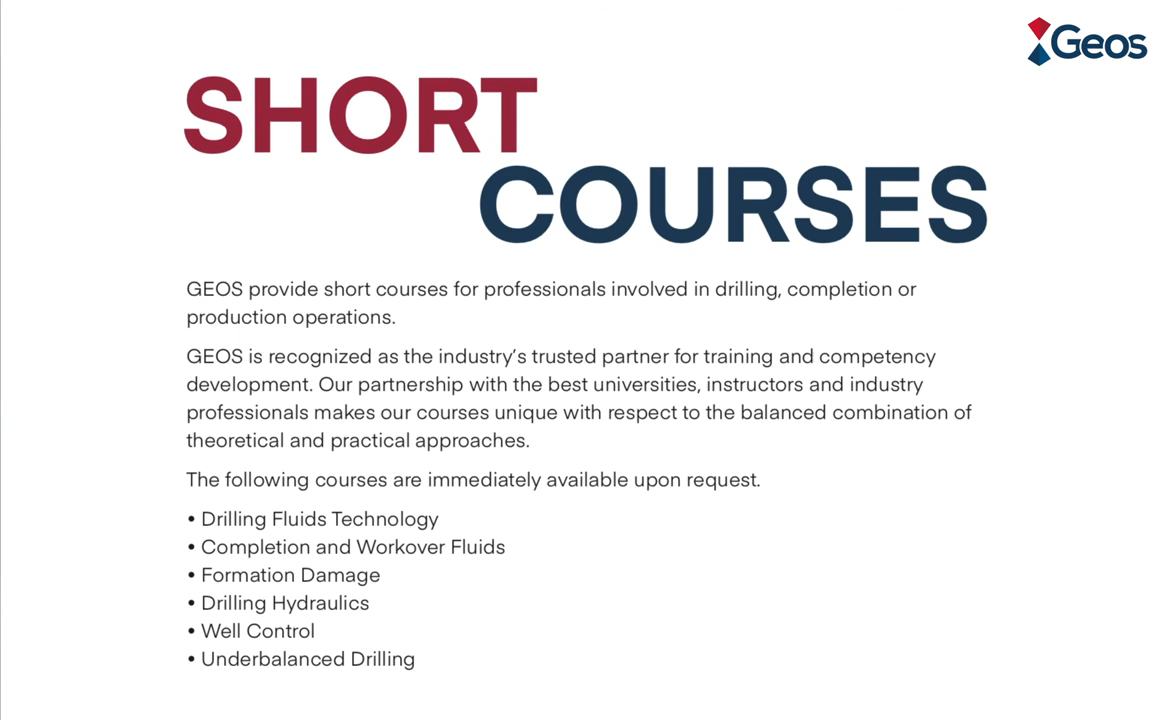 Geos
SHORT
COURSES
GEOS provide short courses for professionals involved in drilling, completion or
production operations.
GEOS is recognized as the industry’s trusted partner for training and competency
development. Our partnership with the best universities, instructors and industry
professionals makes our courses unique with respect to the balanced combination of
theoretical and practical approaches.
The following courses are immediately available upon request.
• Drilling Fluids Technology
• Completion and Workover Fluids
• Formation Damage
• Drilling Hydraulics
• Well Control
• Underbalanced Drilling